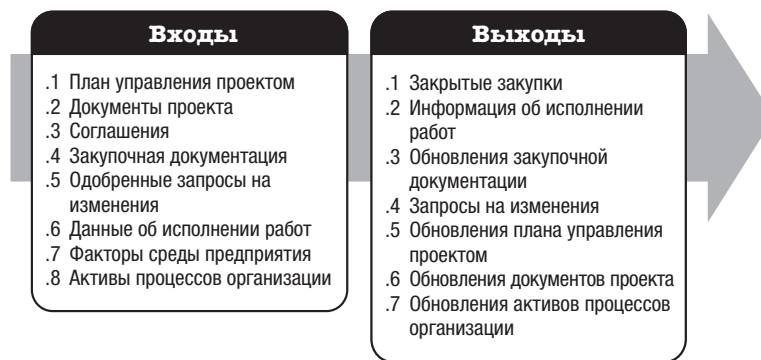 Входы
.1 План управления проектом
.2 Документы проекта
.3 Соглашения
.4 Закупочная документация
.5 Одобренные запросы на
изменения
.6 Данные об исполнении работ
.7 Факторы среды предприятия
.8 Активы процессов организации
Выходы
.1 Закрытые закупки
.2 Информация об исполнении
работ
.3 Обновления закупочной
документации
.4 Запросы на изменения
.5 Обновления плана управления
проектом
.6 Обновления документов проекта
.7 Обновления активов процессов
организации